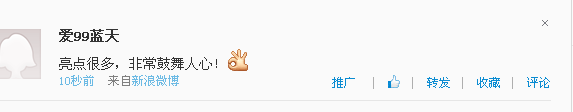 爱99蓝天
亮点很多，非常鼓舞人心！
10秒前 来自新浪微博
推广 | | 转发 | 收藏 | 评论